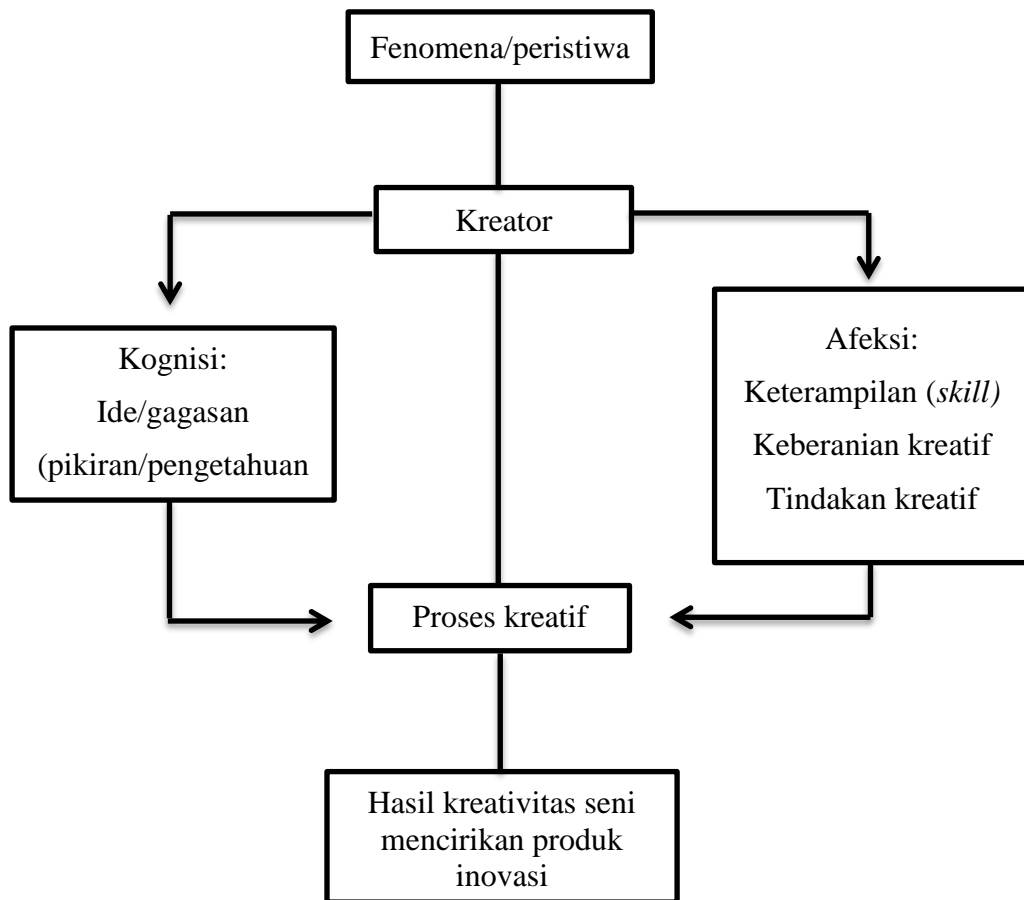 Fenomena/peristiwa
Kreator
Kognisi:
Ide/gagasan
(pikiran/pengetahuan
Afeksi:
Keterampilan (skill)
Keberanian kreatif
Tindakan kreatif
Proses kreatif
Hasil kreativitas seni
mencirikan produk
inovasi